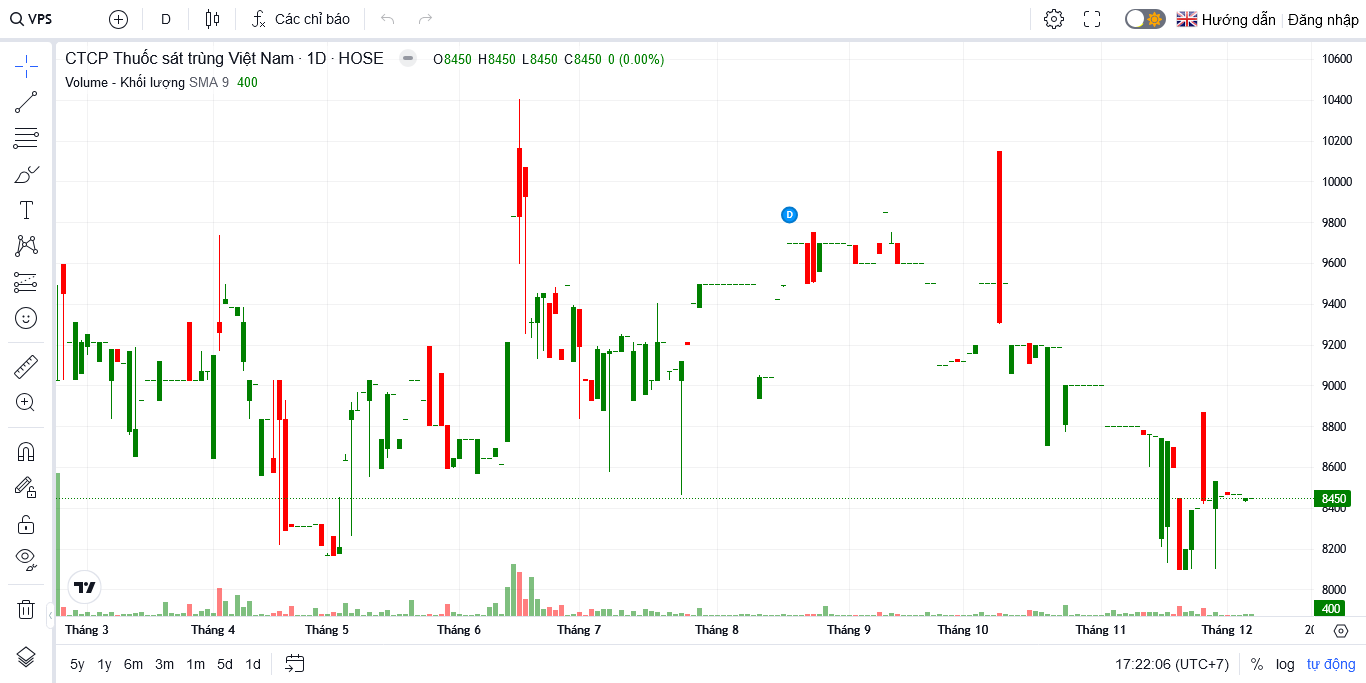 VPS D Các chỉ báo Hướng dẫn Đăng nhập
CTCP Thuốc sát trùng Việt Nam · 1D · HOSE O8450 H8450 L8450 C8450 0 (0.00%)
Volume - Khối lượng SMA 9 400
10600
10400
10200
10000
D
9800
9600
9400
9200
9000
8800
8600
8450
8400
8200
8000
400
Tháng 3 Tháng 4 Tháng 5 Tháng 6 Tháng 7 Tháng 8 Tháng 9 Tháng 10 Tháng 11 Tháng 12
5y 1y 6m 3m 1m 5d 1d 17:22:06 (UTC+7) % log tự động